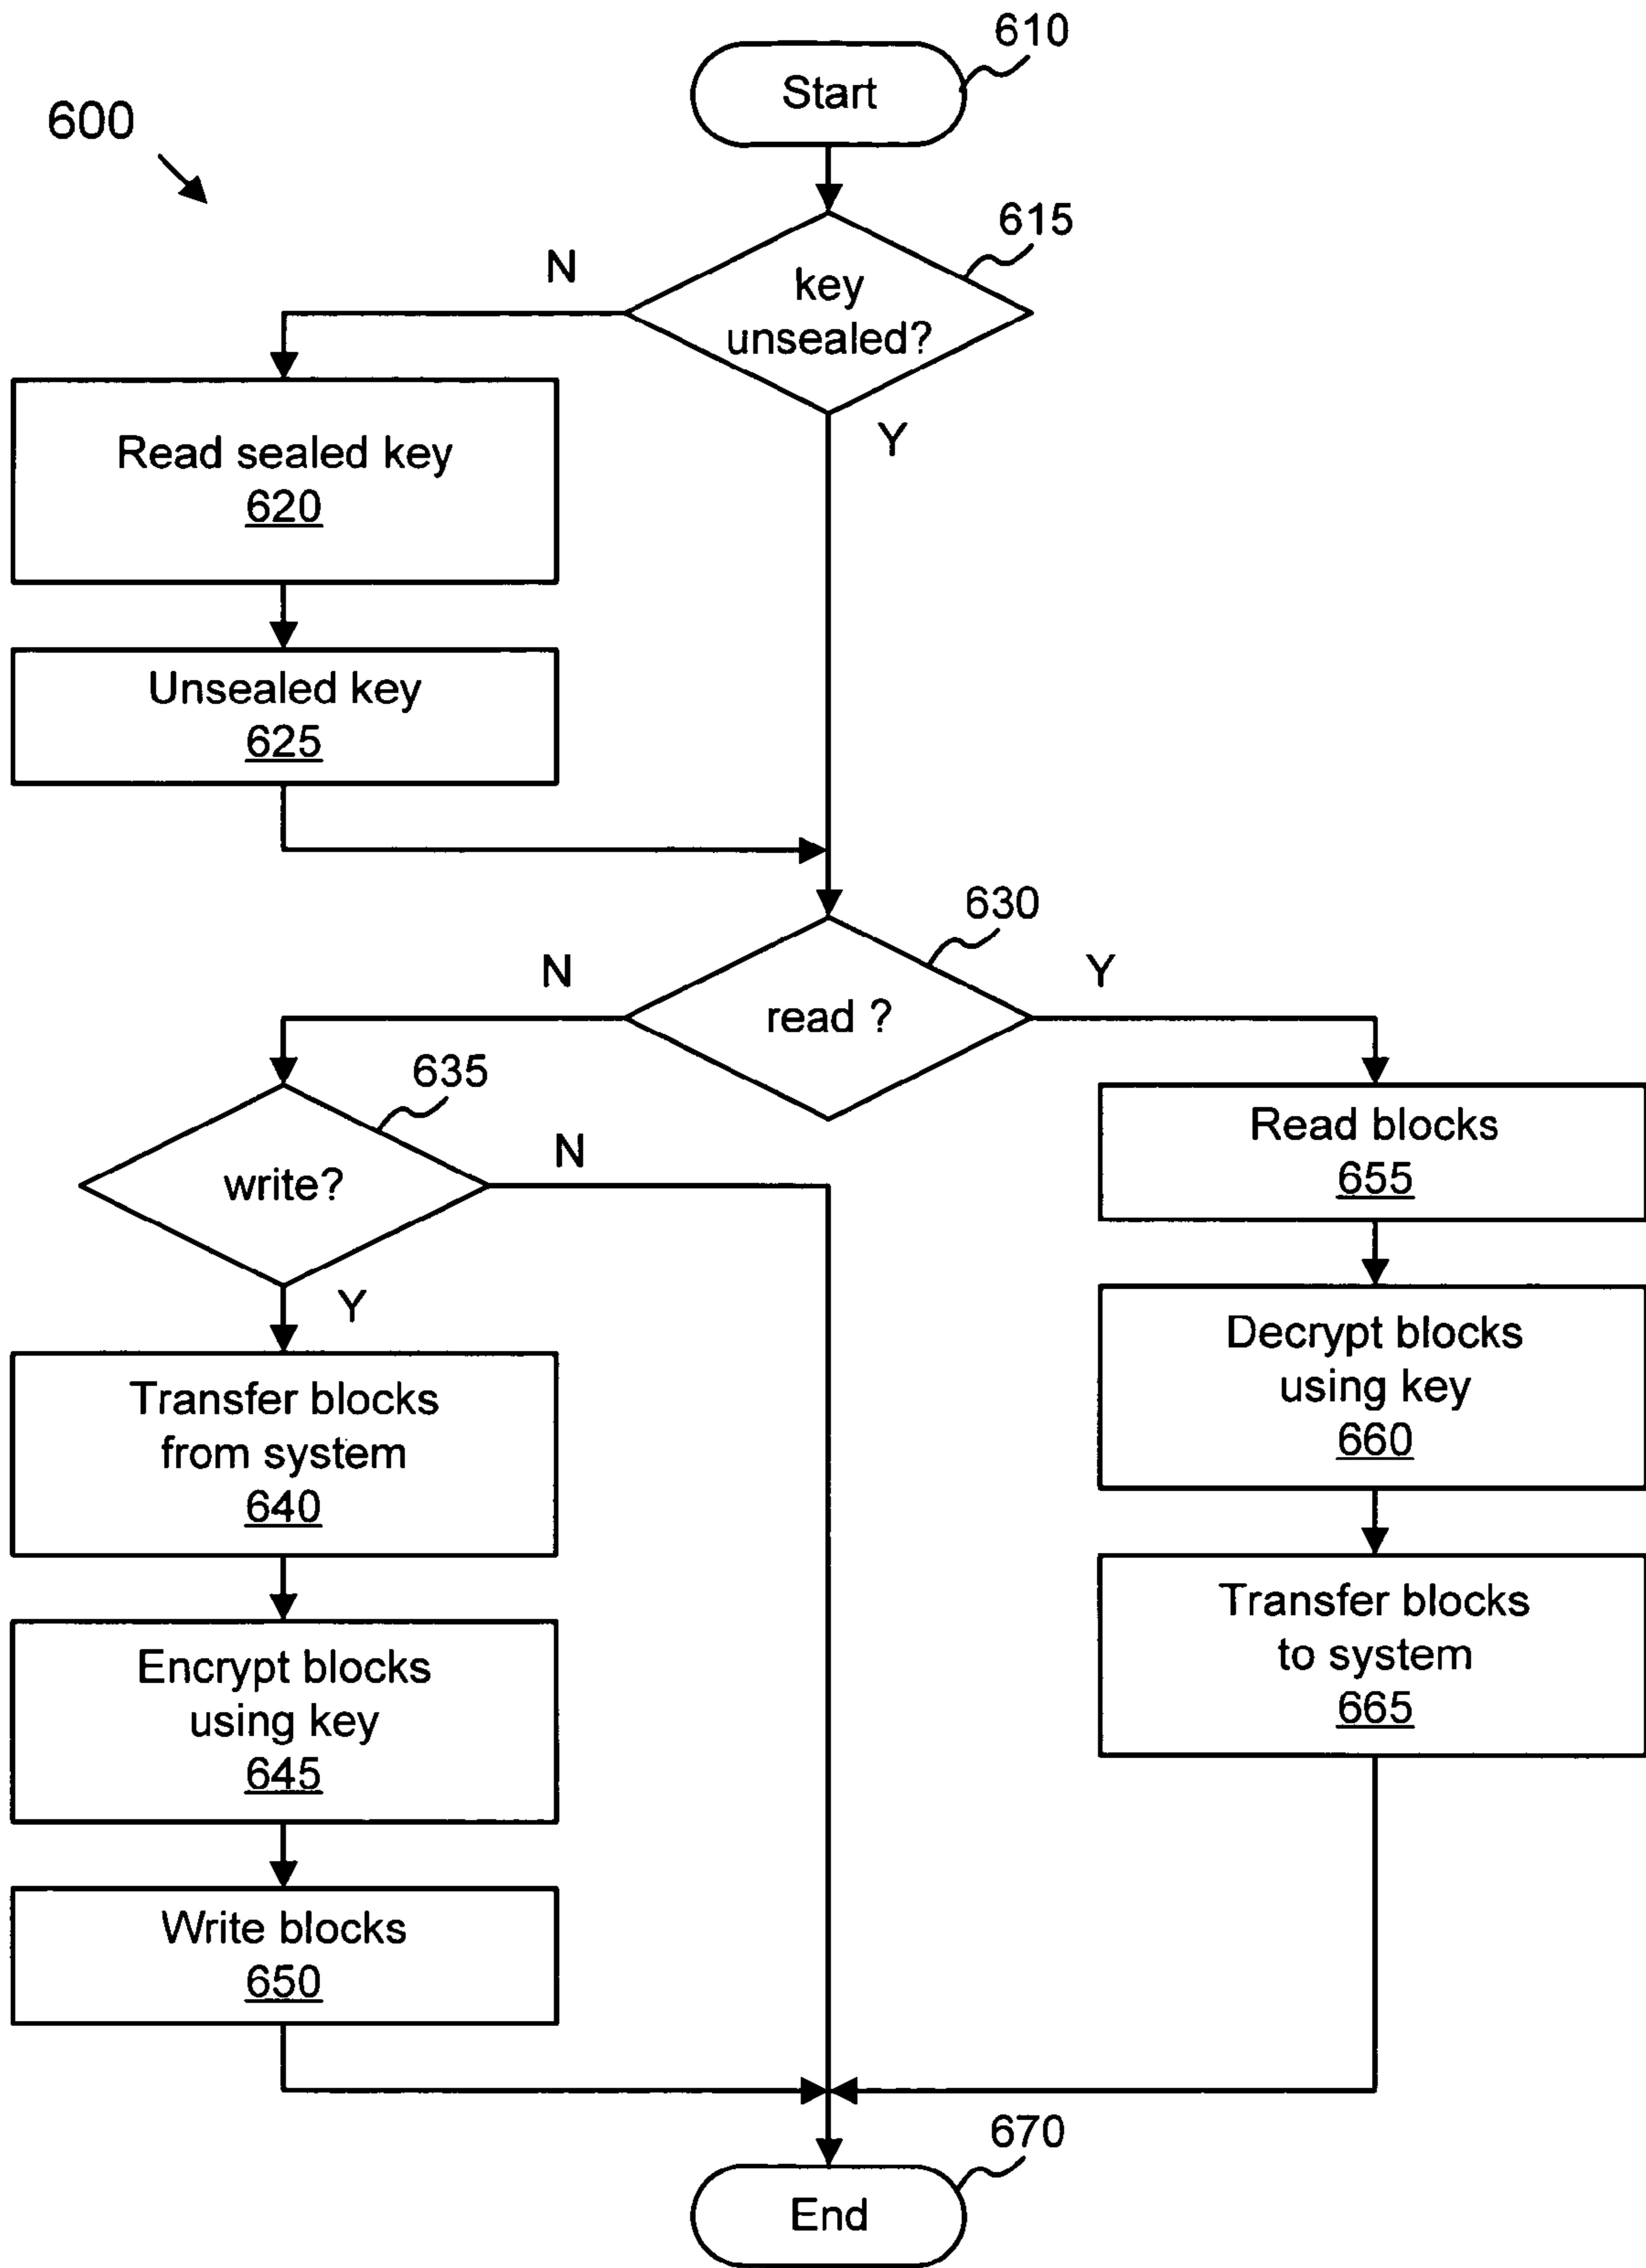 610
Start
600
615
N
key
unsealed?
Y
Read sealed key
620
Unsealed key
625
630
N
Y
read ?
635
write?
N
Y
Read blocks
655
Decrypt blocks
using key
660
Transfer blocks
from system
640
Transfer blocks
to system
665
Encrypt blocks
using key
645
Write blocks
650
670
End